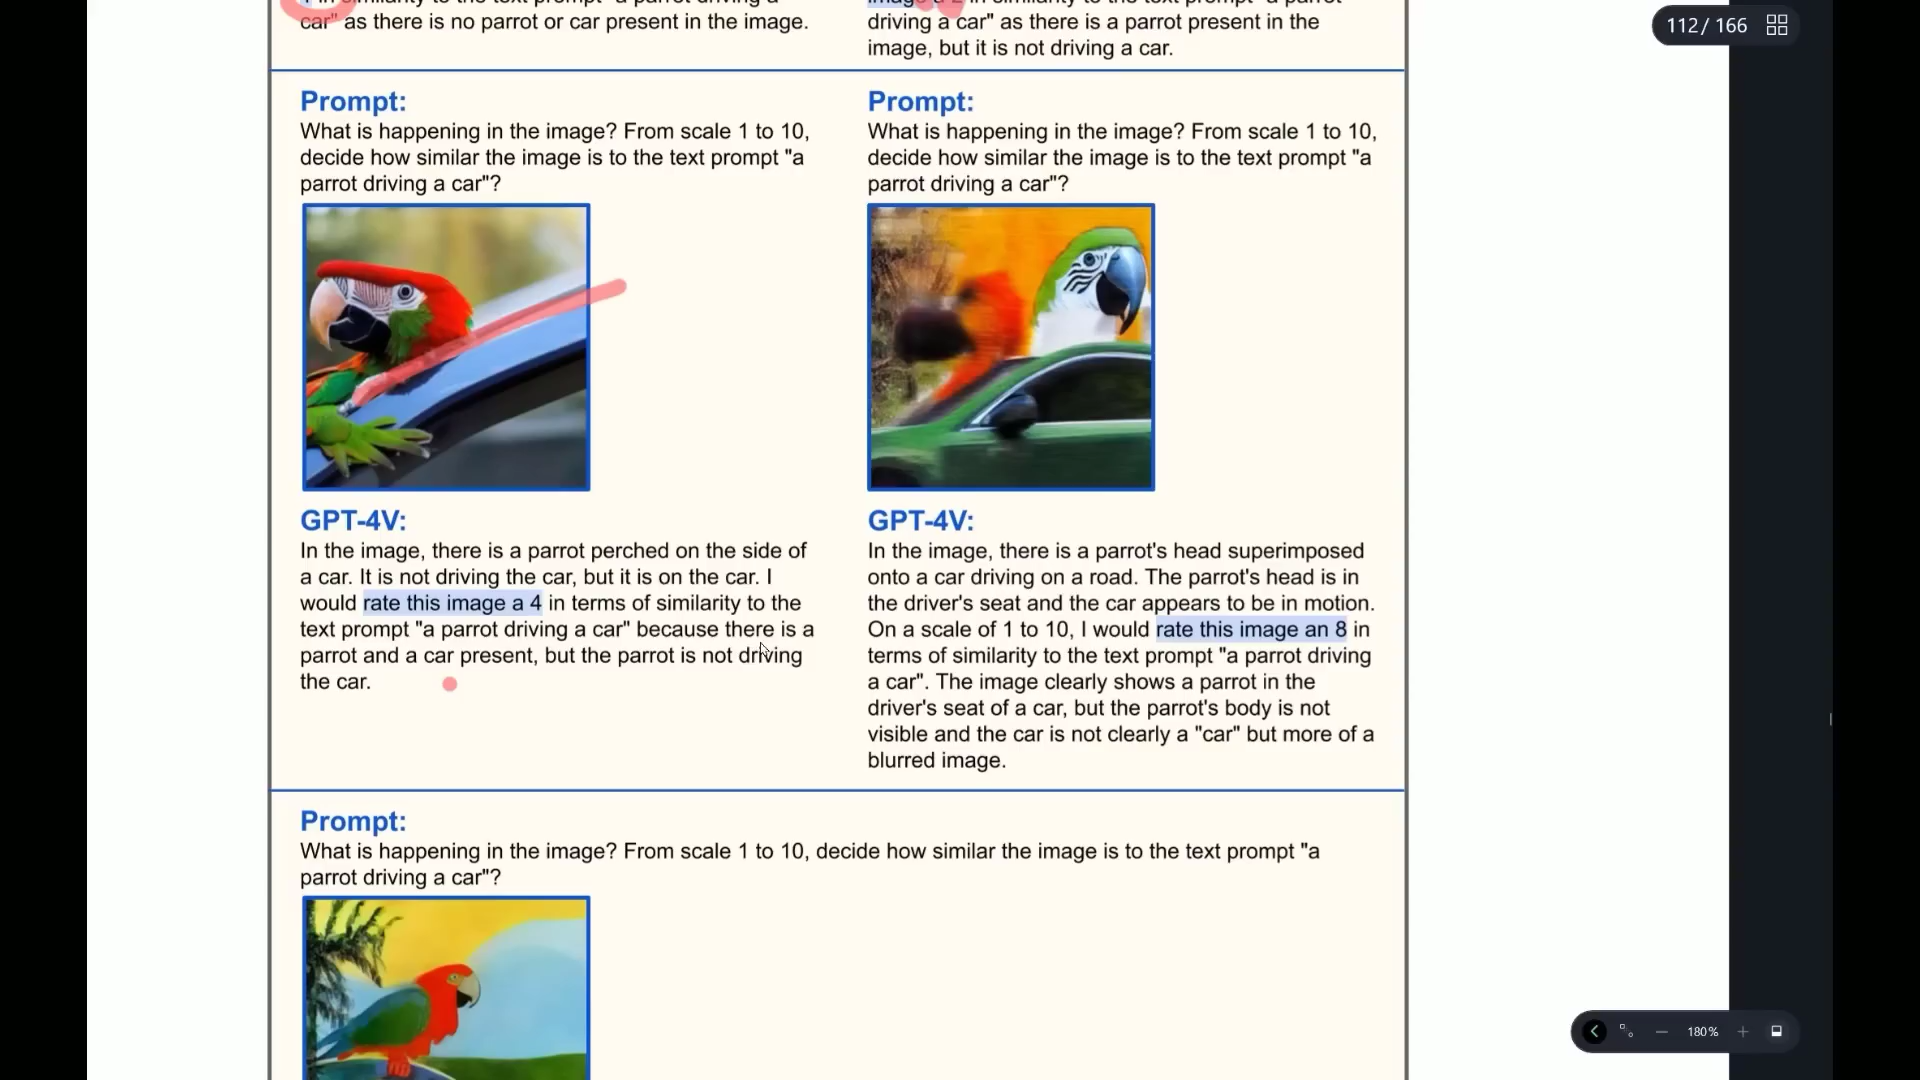 car" as there is no parrot or car present in the image.
driving a car" as there is a parrot present in the
image, but it is not driving a car.
112 / 166
Prompt:
What is happening in the image? From scale 1 to 10,
decide how similar the image is to the text prompt "a
parrot driving a car"?
GPT-4V:
In the image, there is a parrot perched on the side of
a car. It is not driving the car, but it is on the car. I
would rate this image a 4 in terms of similarity to the
text prompt "a parrot driving a car" because there is a
parrot and a car present, but the parrot is not driving
the car.
Prompt:
What is happening in the image? From scale 1 to 10,
decide how similar the image is to the text prompt "a
parrot driving a car"?
GPT-4V:
In the image, there is a parrot's head superimposed
onto a car driving on a road. The parrot's head is in
the driver's seat and the car appears to be in motion.
On a scale of 1 to 10, I would rate this image an 8 in
terms of similarity to the text prompt "a parrot driving
a car". The image clearly shows a parrot in the
driver's seat of a car, but the parrot's body is not
visible and the car is not clearly a "car" but more of a
blurred image.
Prompt:
What is happening in the image? From scale 1 to 10, decide how similar the image is to the text prompt "a
parrot driving a car"?
180%